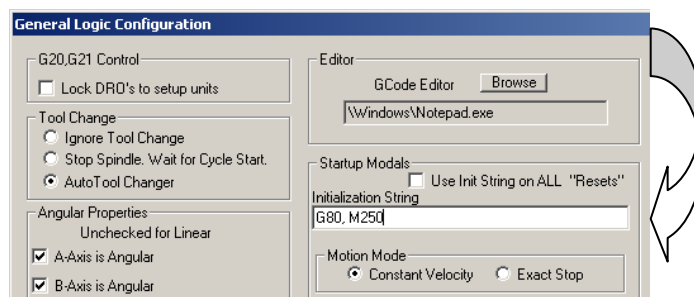 General Logic Configuration
G20,G21 Control
Lock DRO's to setup units
Tool Change
Ignore Tool Change
Stop Spindle. Wait for Cycle Start.
AutoTool Changer
Angular Properties
Unchecked for Linear
A-Axis is Angular
B-Axis is Angular
Editor
GCode Editor Browse
\Windows\Notepad.exe
Startup Modals
Use Init String on ALL "Resets"
Initialization String
G80, M250
Motion Mode
Constant Velocity Exact Stop